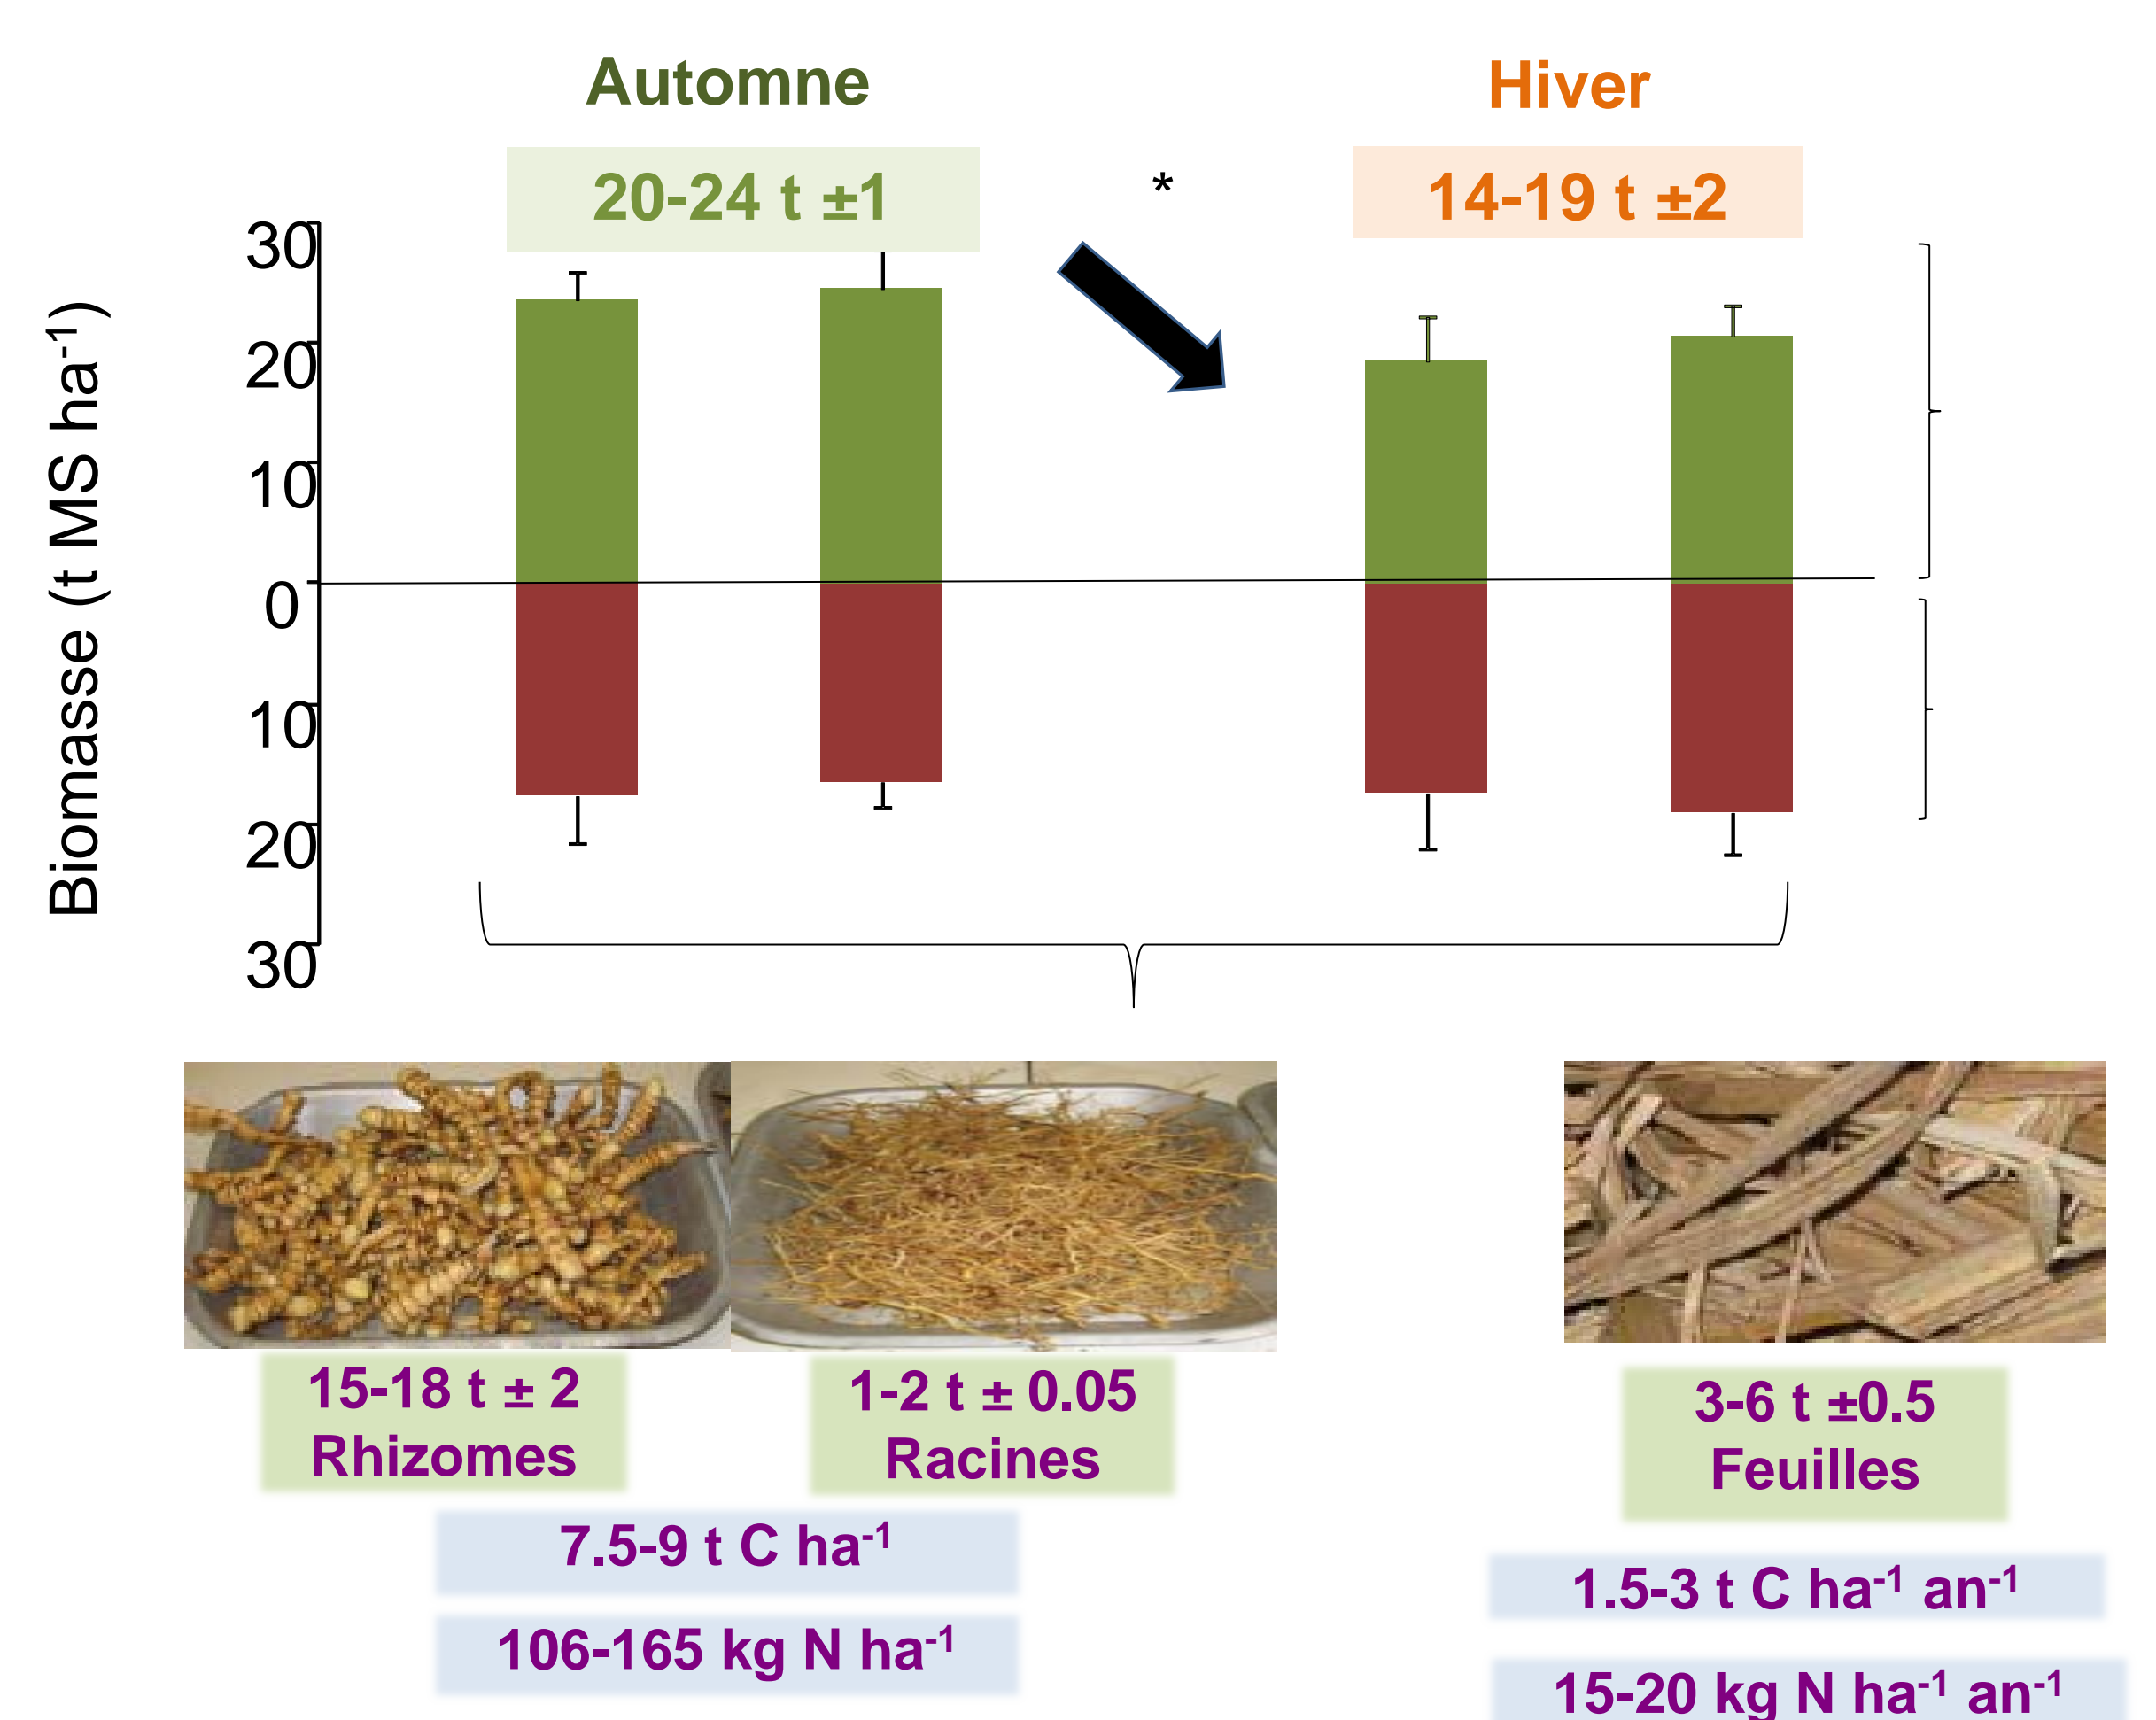 Automne
Hiver
20-24 t ±1
*
14-19 t ±2
Biomasse (t MS ha-1)
30
20
10
0
10
20
30
15-18 t ± 2
Rhizomes
1-2 t ± 0.05
Racines
3-6 t ±0.5
Feuilles
7.5-9 t C ha-1
106-165 kg N ha-1
1.5-3 t C ha-1 an-1
15-20 kg N ha-1 an-1